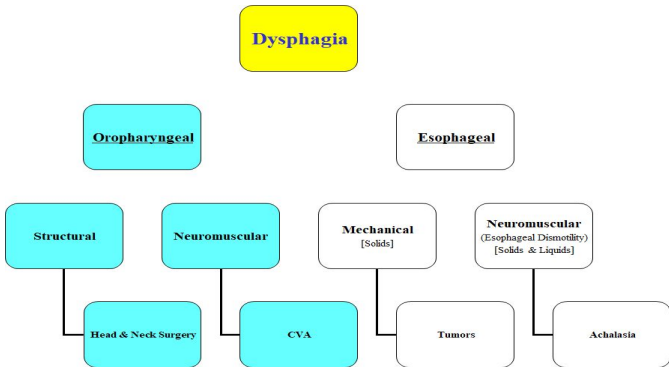 Dysphagia
Oropharyngeal
Esophageal
Structural
Neuromuscular
Mechanical
[Solids]
Neuromuscular
(Esophageal Dismotility)
[Solids & Liquids]
Head & Neck Surgery
CVA
Tumors
Achalasia